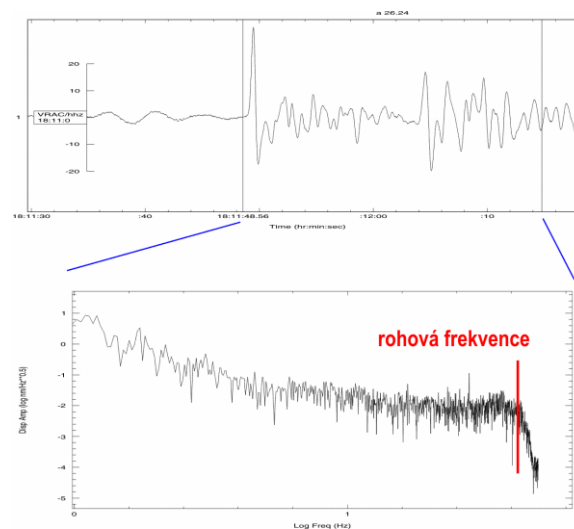 a 26.24
20
10
VRAC/hhz
18:11:0
1
-10
-20
18:11:30 :40 18:11:48.56 :12:00 :10
Time (hr:min:sec)
1
0
-1
-2
-3
-4
-5
rohová frekvence
Disp Amp (log nm/Hz**0.5)
1
Log Freq (Hz)